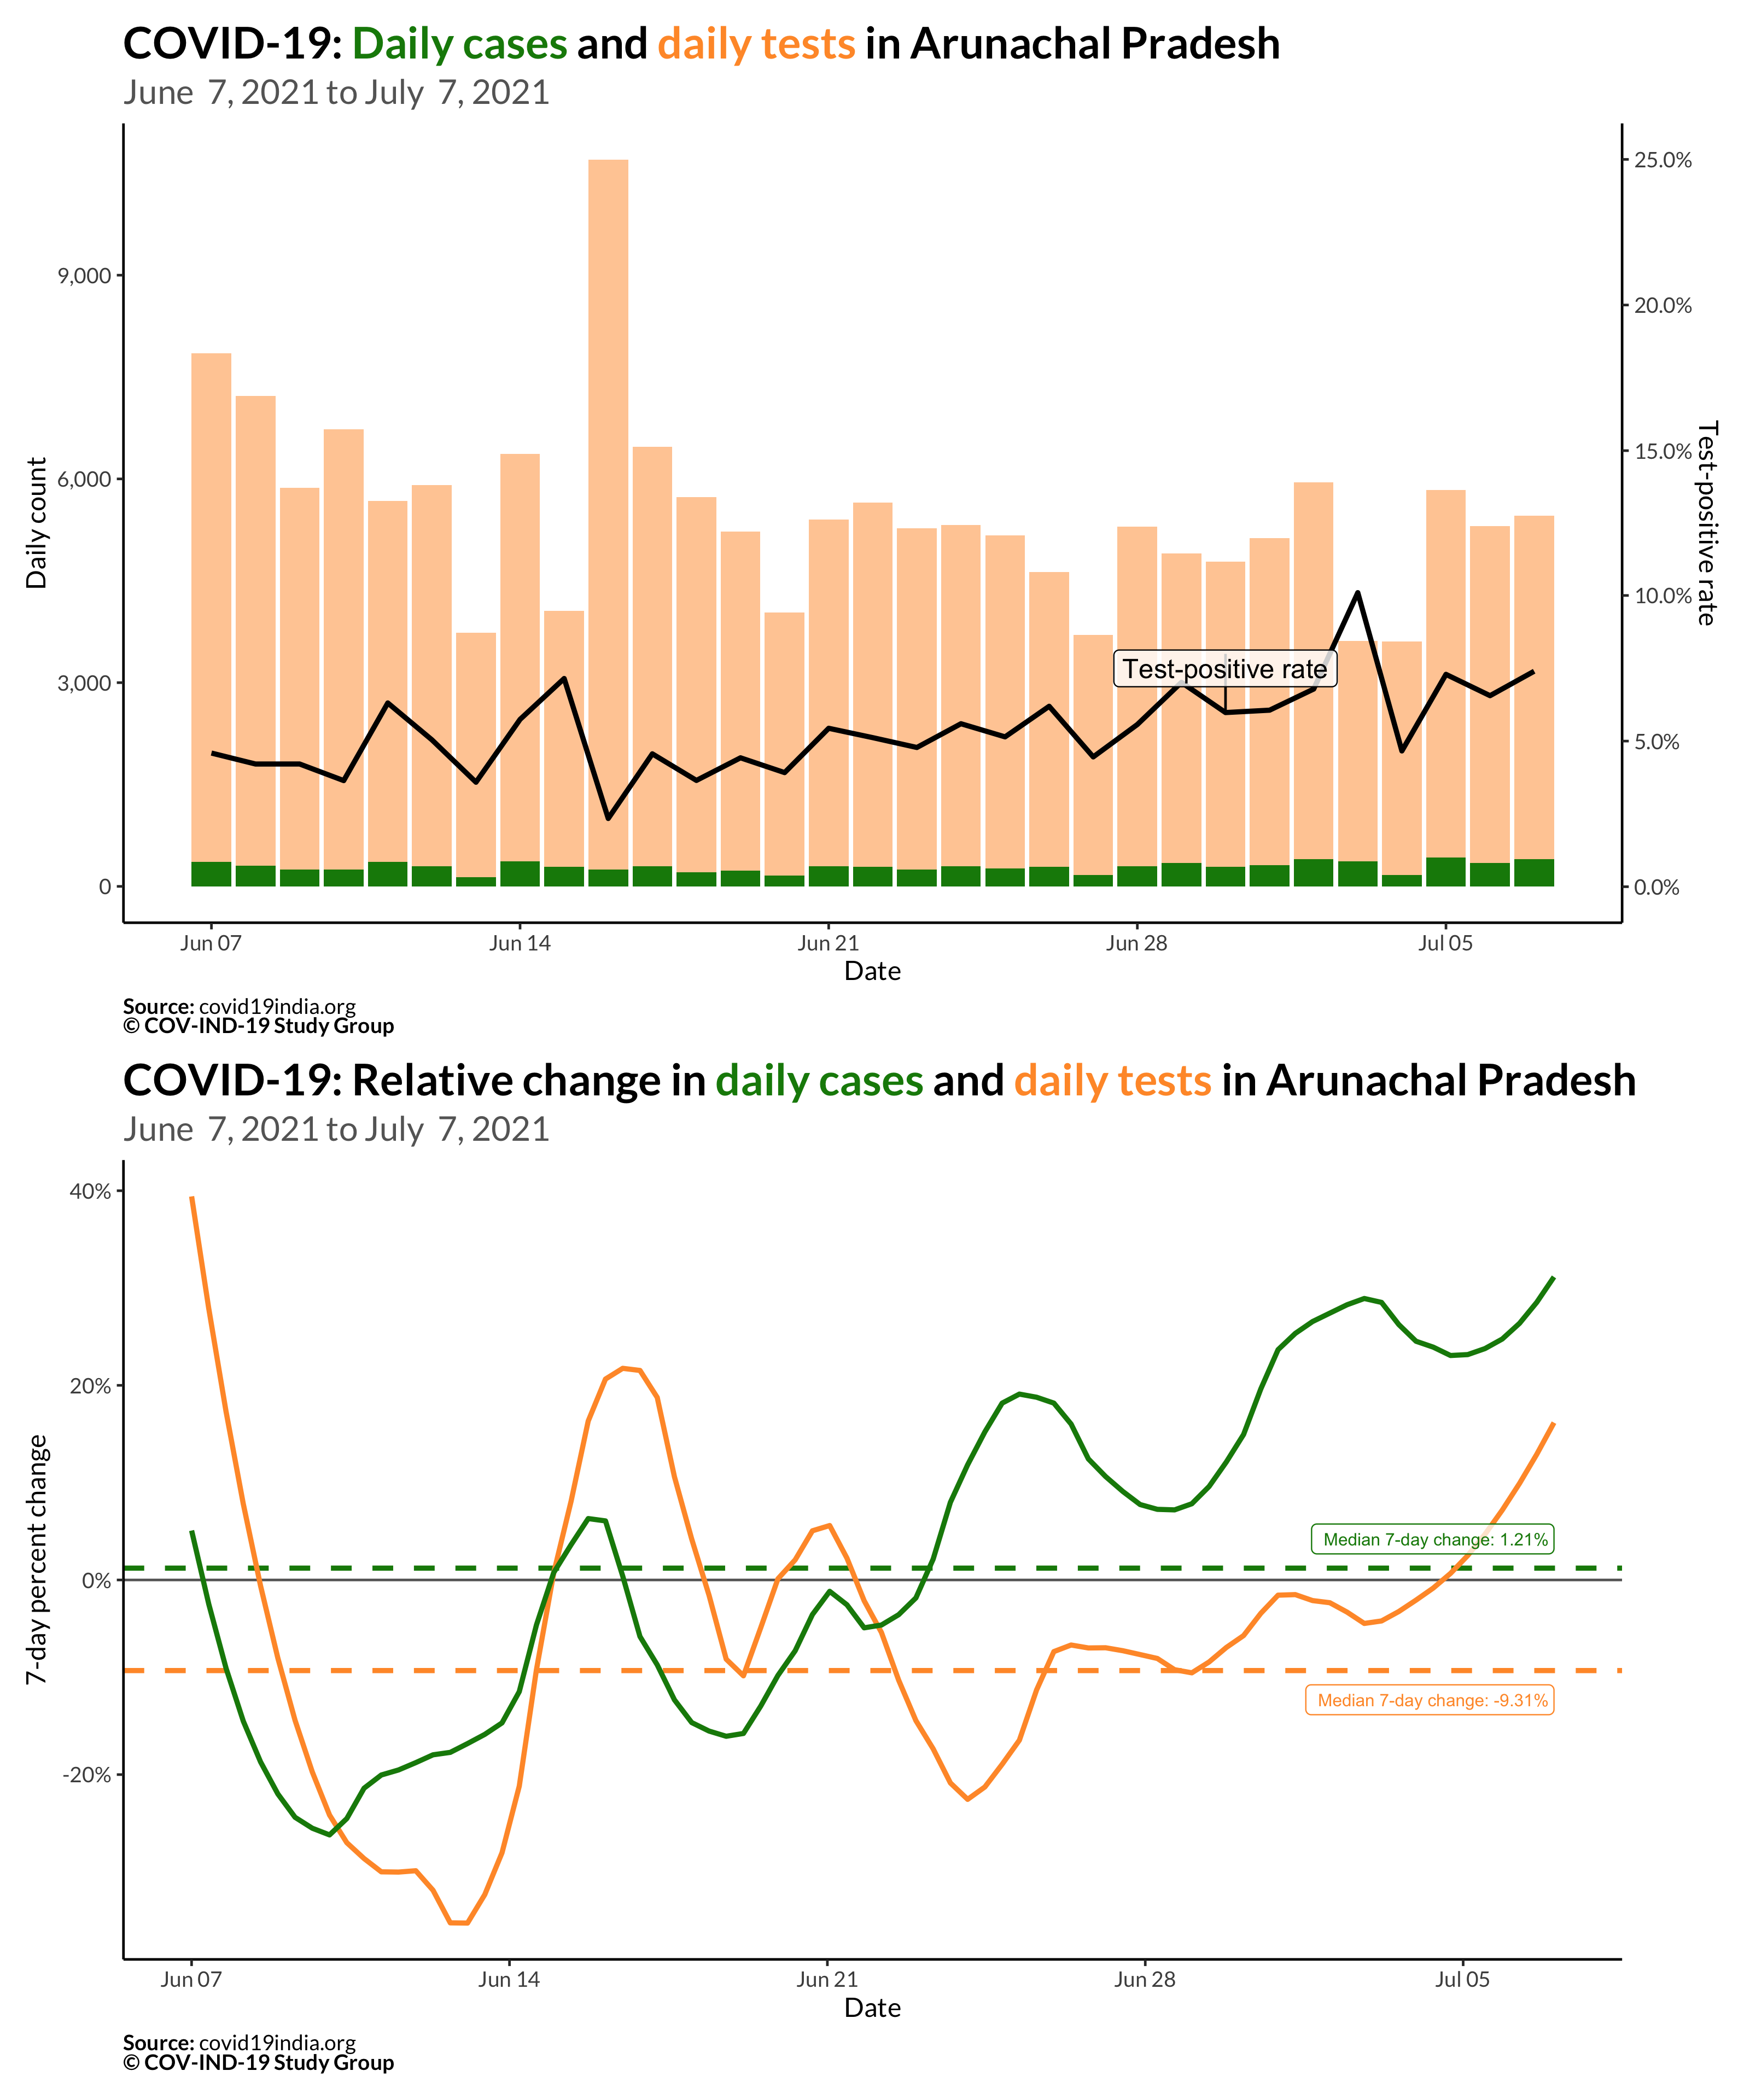 COVID-19: Daily cases and daily tests in Arunachal Pradesh
June 7, 2021 to July 7, 2021
25.0%
20.0%
9,000
15.0%
6,000
Daily count
Test-positive rate
10.0%
Test-positive rate
3,000
5.0%
0
0.0%
Jun 07 Jun 14 Jun 21 Jun 28 Jul 05
Date
Source: covid19india.org
© COV-IND-19 Study Group
COVID-19: Relative change in daily cases and daily tests in Arunachal Pradesh
June 7, 2021 to July 7, 2021
40%
20%
7-day percent change
Median 7-day change: 1.21%
0%
Median 7-day change: -9.31%
-20%
Jun 07 Jun 14 Jun 21 Jun 28 Jul 05
Date
Source: covid19india.org
© COV-IND-19 Study Group